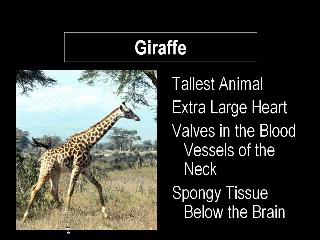 Giraffe
Tallest Animal
Extra Large Heart
Valves in the Blood
Vessels of the
Neck
Spongy Tissue
Below the Brain